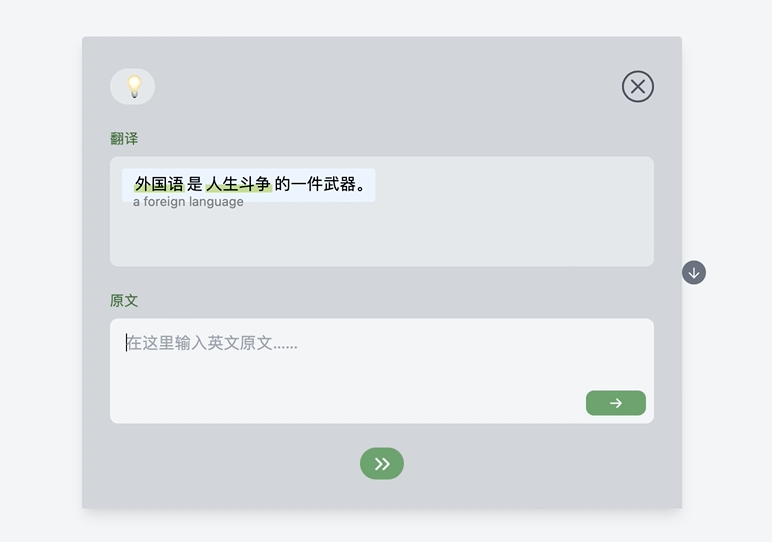 翻译
外国语是人生斗争的一件武器。
a foreign language
原文
在这里输入英文原文......